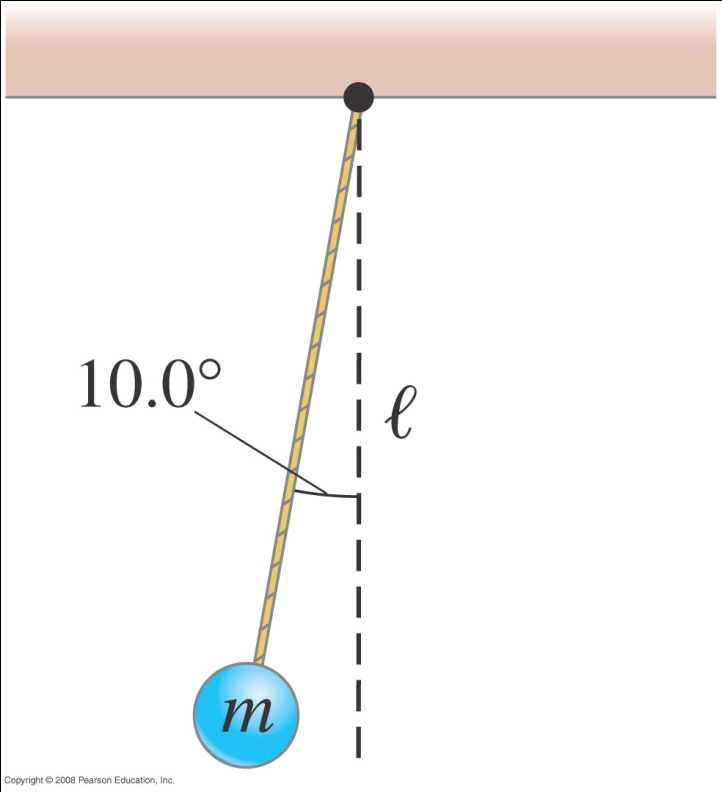 10.0°
ℓ
m
Copyright © 2008 Pearson Education, Inc.